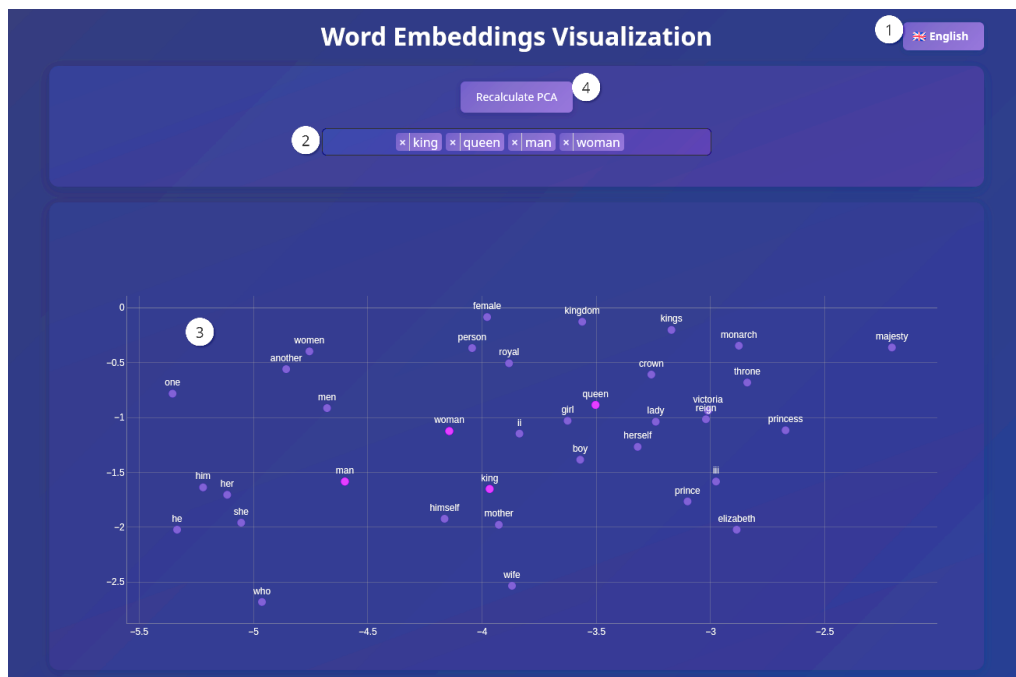 Word Embeddings Visualization
1
English
Recalculate PCA
4
2
× king × queen × man × woman
3
female
kingdom
kings
person
monarch
majesty
women
royal
another
crown
throne
one
queen
men
victoria
reign
girl
lady
woman
ii
princess
herself
boy
man
iii
him
king
her
prince
himself
mother
she
he
elizabeth
wife
who
0
−0.5
−1
−1.5
−2
−2.5
−5.5 −5 −4.5 −4 −3.5 −3 −2.5